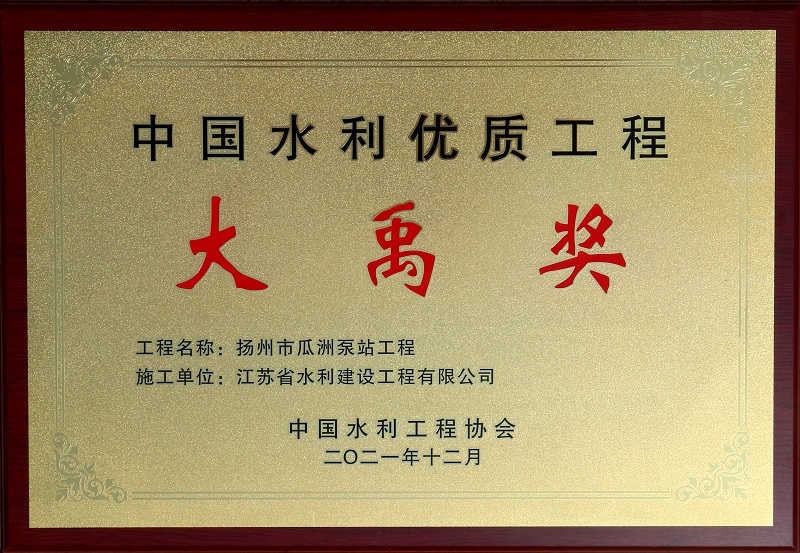 中国水利优质工程
大禹奖
工程名称：扬州市瓜洲泵站工程
施工单位：江苏省水利建设工程有限公司
中国水利工程协会
二〇二一年十二月